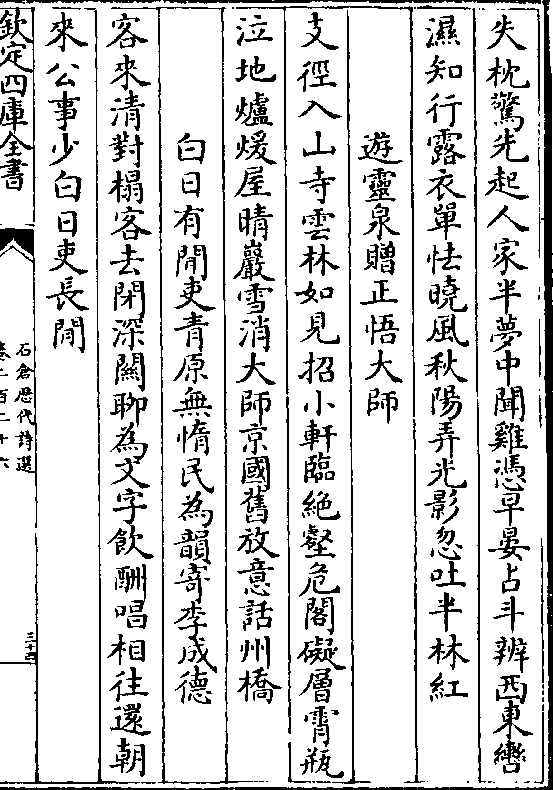 失枕驚先起人家半夢中聞雞憑早晏占斗辨西東轡
濕知行露衣單怯曉風秋陽弄光影忽吐半林紅
遊靈泉贈正悟大師
支徑入山寺雲林如見招小軒臨絶壑危閣礙層霄瓶
泣地爐煖屋晴巖雪消大師京國舊放意話州橋
白日有閒吏青原無惰民為韻寄李成德
客來清對榻客去閉深關聊為文字飲酬唱相往還朝
來公事少白日吏長閒
欽定四庫全書
石倉歷代詩選
卷一百二十六
三十四